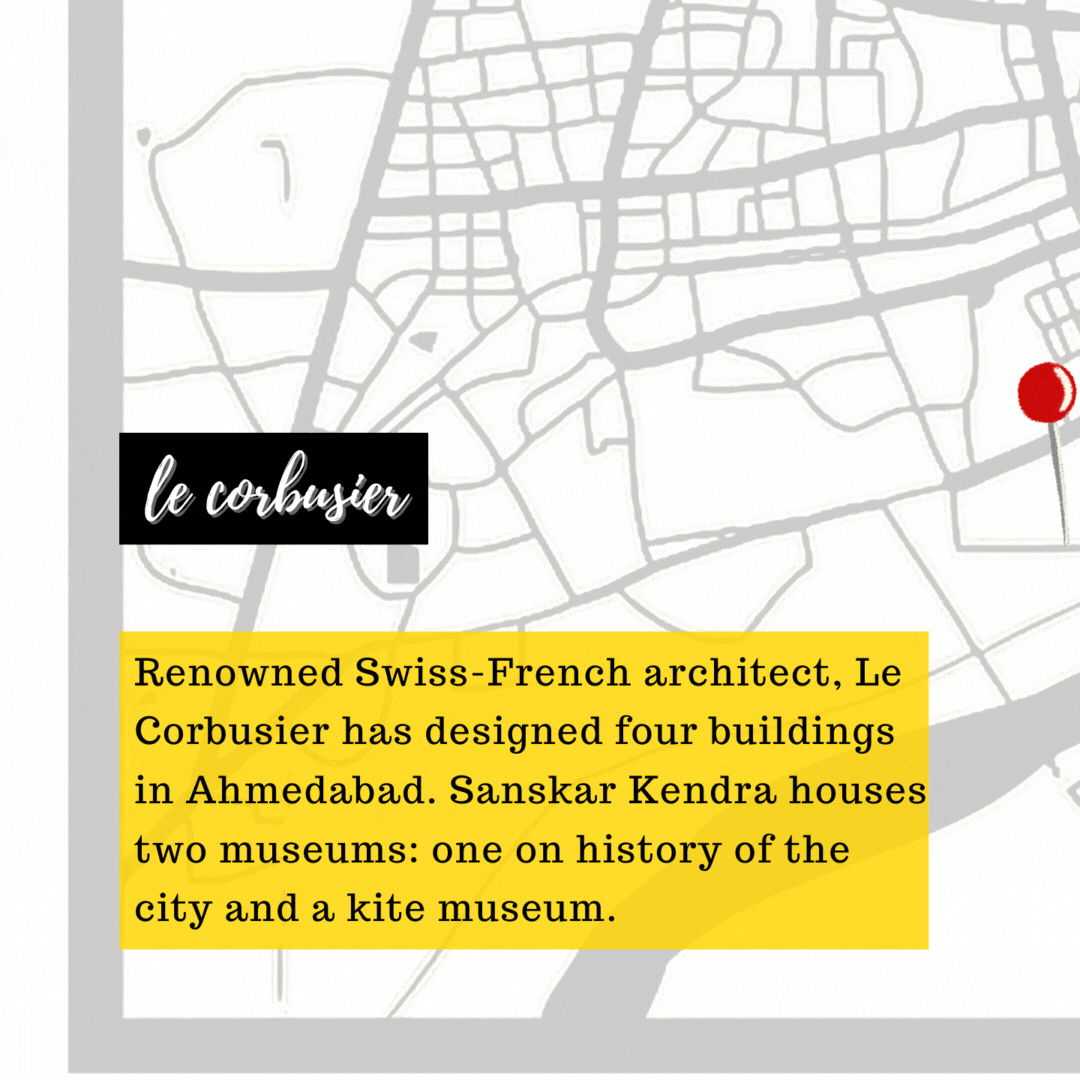 le corbusier
Renowned Swiss-French architect, Le
Corbusier has designed four buildings
in Ahmedabad. Sanskar Kendra houses
two museums: one on history of the
city and a kite museum.